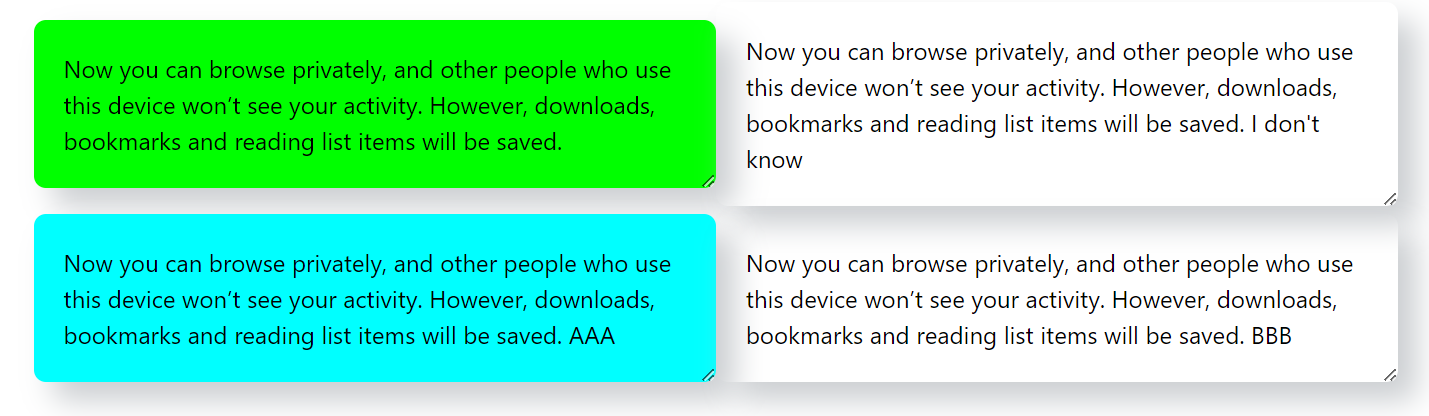 Now you can browse privately, and other people who use
this device won’t see your activity. However, downloads,
bookmarks and reading list items will be saved.
Now you can browse privately, and other people who use
this device won’t see your activity. However, downloads,
bookmarks and reading list items will be saved. I don't
know
Now you can browse privately, and other people who use
this device won’t see your activity. However, downloads,
bookmarks and reading list items will be saved. AAA
Now you can browse privately, and other people who use
this device won’t see your activity. However, downloads,
bookmarks and reading list items will be saved. BBB